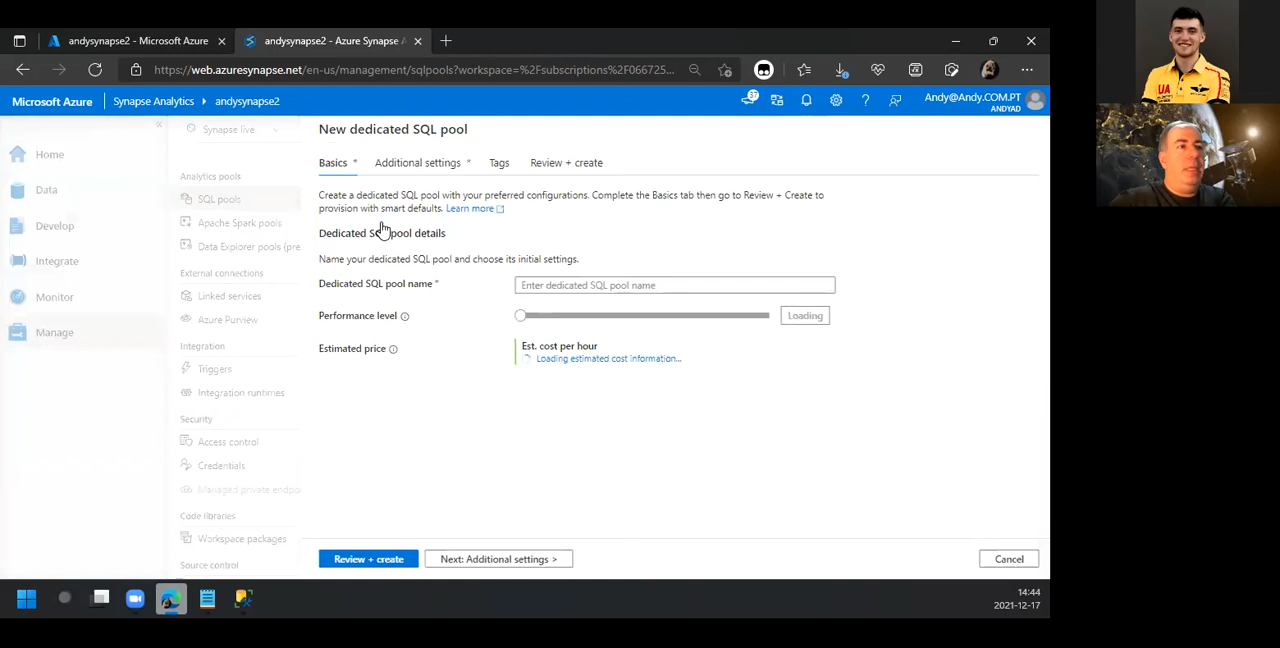 andysynapse2 - Microsoft Azure
andysynapse2 - Azure Synapse A
https://web.azuresynapse.net/en-us/management/sqlpools?workspace=%2Fsubscriptions%2F066725...
Microsoft Azure
Synapse Analytics
andysynapse2
37
Andy@Andy.COM.PT
ANDYAD
Home
Data
Develop
Integrate
Monitor
Manage
Synapse live
Analytics pools
SQL pools
Apache Spark pools
Data Explorer pools (pre
External connections
Linked services
Azure Purview
Integration
Triggers
Integration runtimes
Security
Access control
Credentials
Managed private endpo
Code libraries
Workspace packages
Source control
New dedicated SQL pool
Basics *
Additional settings *
Tags
Review + create
Create a dedicated SQL pool with your preferred configurations. Complete the Basics tab then go to Review + Create to
provision with smart defaults. Learn more
Dedicated SQL pool details
Name your dedicated SQL pool and choose its initial settings.
Dedicated SQL pool name *
Enter dedicated SQL pool name
Performance level
Loading
Estimated price
Est. cost per hour
Loading estimated cost information...
Review + create
Next: Additional settings >
Cancel
14:44
2021-12-17
UA